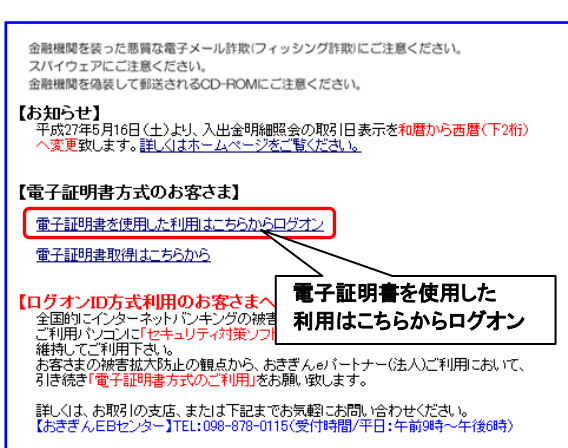 金融機関を装った悪質な電子メール詐欺(フィッシング詐欺)にご注意ください。
スパイウェアにご注意ください。
金融機関を偽装して郵送されるCD-ROMにご注意ください。
【お知らせ】
平成27年5月16日(土)より、入出金明細照会の取引日表示を和暦から西暦(下2桁)
へ変更致します。詳しくはホームページをご覧ください。
【電子証明書方式のお客さま】
電子証明書を使用した利用はこちらからログオン
電子証明書取得はこちらから
電子証明書を使用した
利用はこちらからログオン
【ログオンID方式利用のお客さまへ
全国的にインターネットバンキングの被害
ご利用パソコンに「セキュリティ対策ソフト
維持してご利用下さい。
お客さまの被害拡大防止の観点から、おきぎんeパートナー(法人)ご利用において、
引き続き「電子証明書方式のご利用」をお願い致します。
詳しくは、お取引の支店、または下記までお気軽にお問い合わせください。
【おきぎんEBセンター】TEL:098-878-0115(受付時間/平日:午前9時～午後6時)